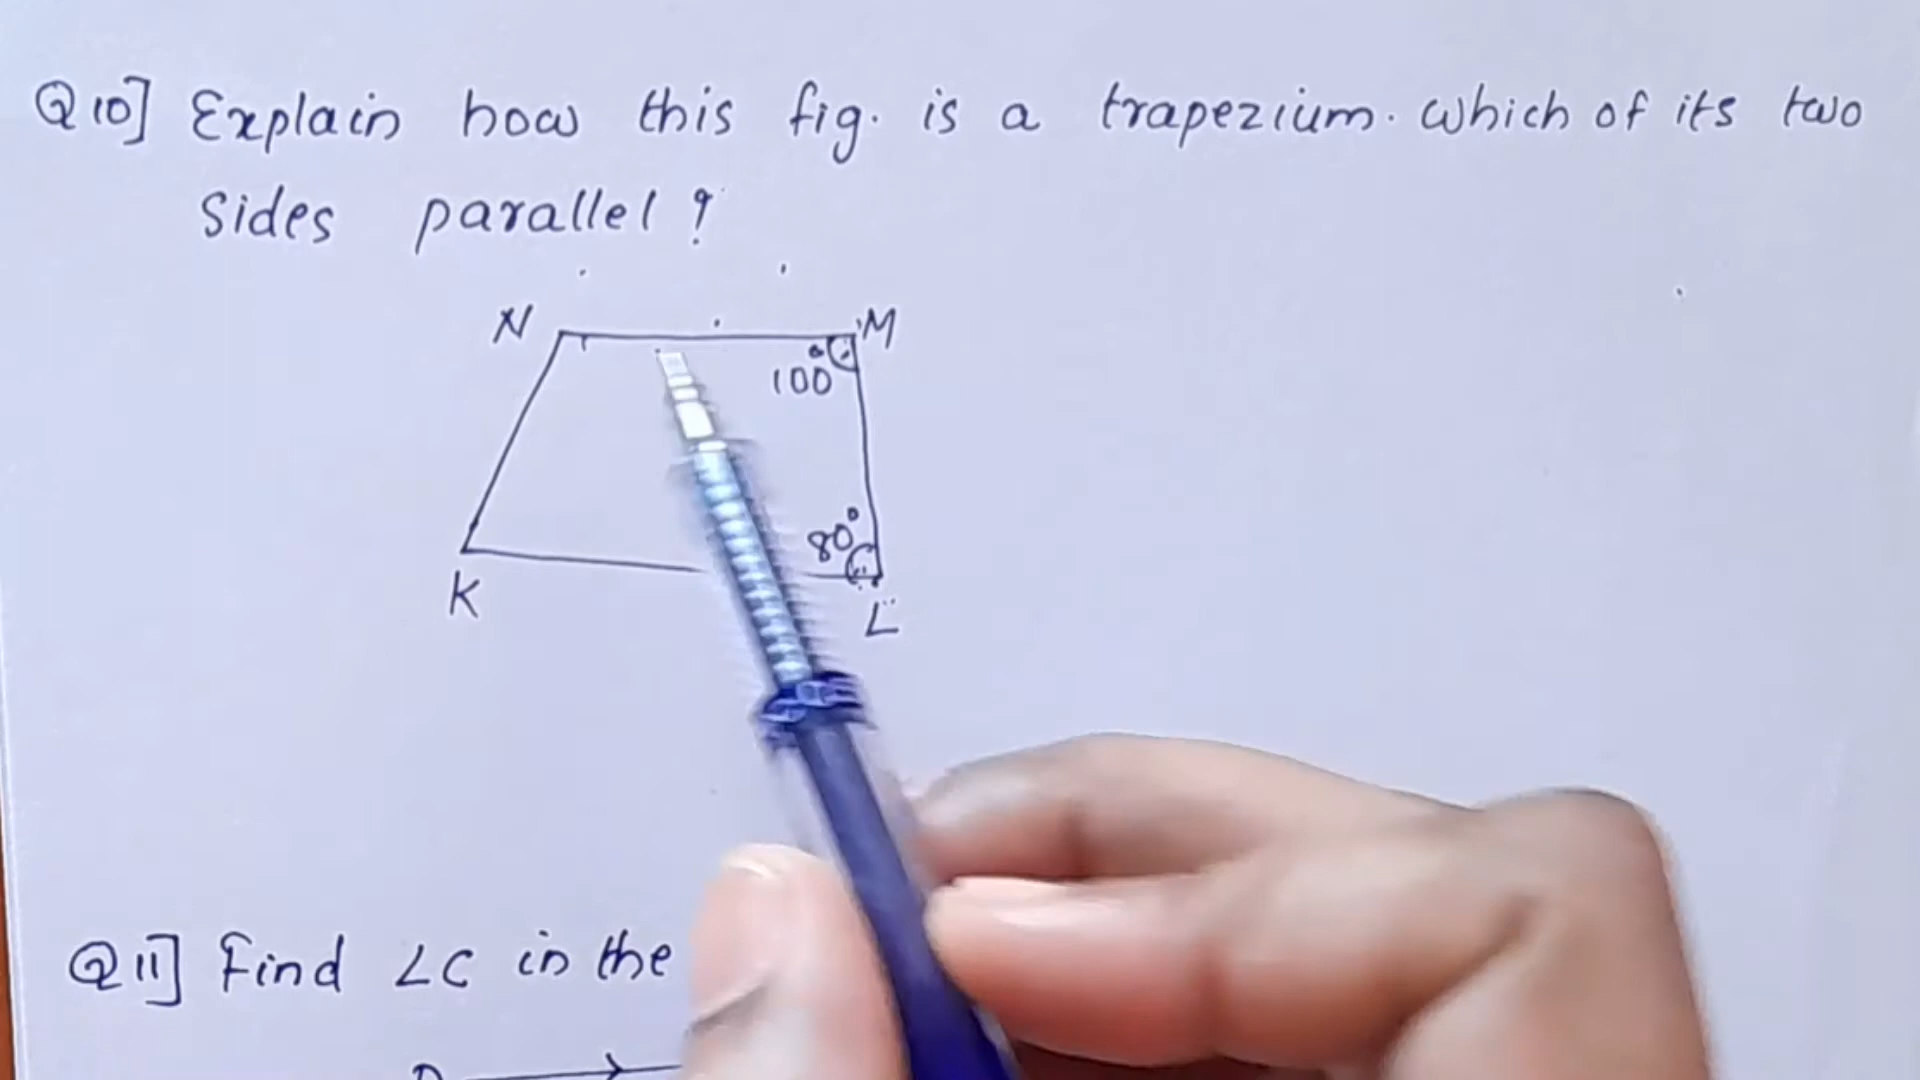 Q10] Explain how this fig. is a trapezium. which of its two
sides parallel?
N
M
100°
80°
K
L
Q11] Find ∠C in the